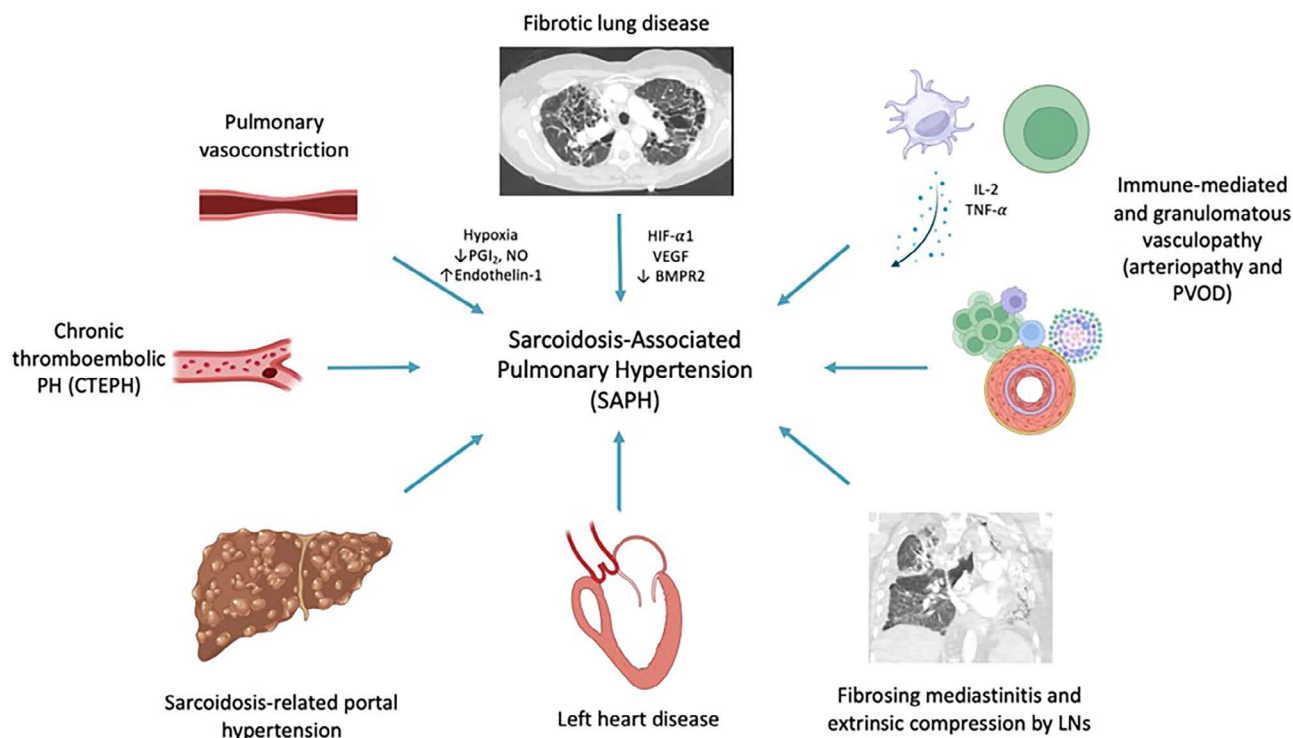 Fibrotic lung disease
Pulmonary
vasoconstriction
Hypoxia
↓PGI₂, NO
↑Endothelin-1
HIF-α1
VEGF
↓ BMPR2
IL-2
TNF-α
Immune-mediated
and granulomatous
vasculopathy
(arteriopathy and
PVOD)
Chronic
thromboembolic
PH (CTEPH)
Sarcoidosis-Associated
Pulmonary Hypertension
(SAPH)
Sarcoidosis-related portal
hypertension
Left heart disease
Fibrosing mediastinitis and
extrinsic compression by LNs